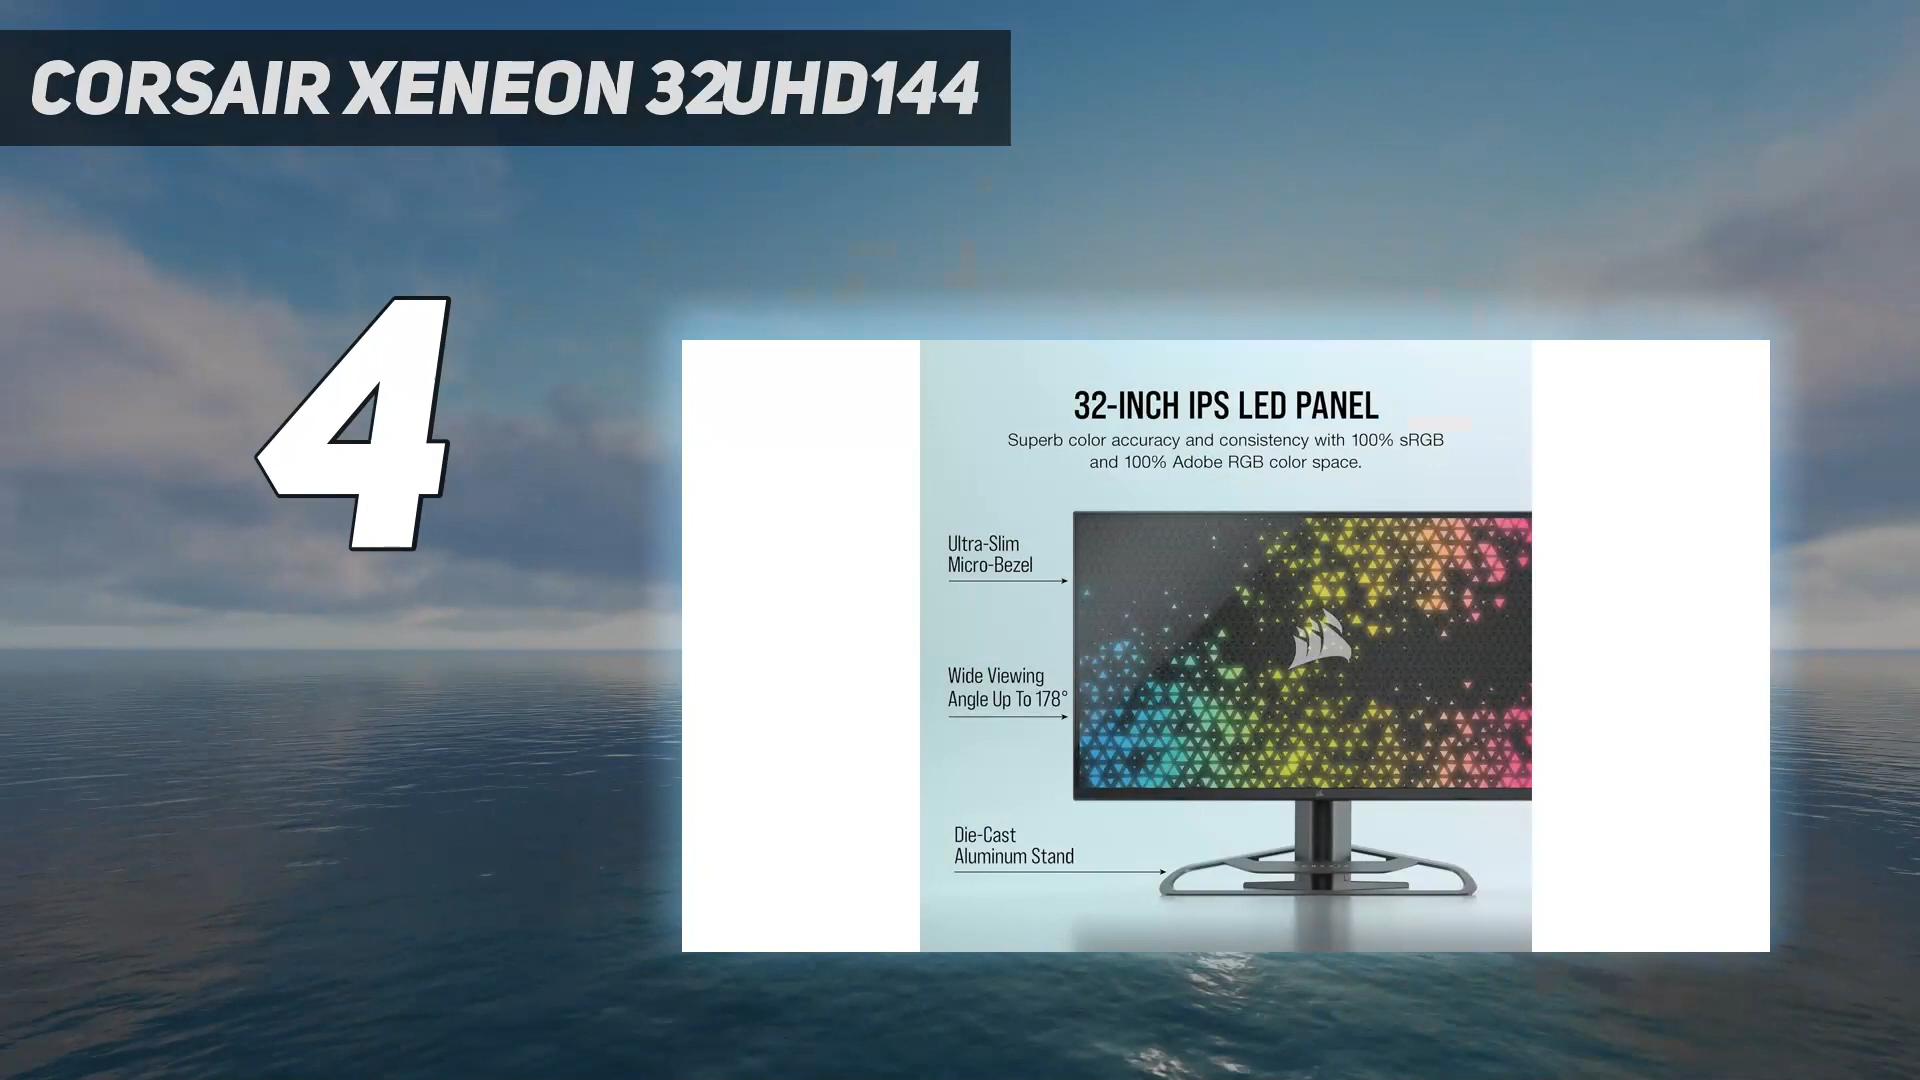 CORSAIR XENEON 32UHD144
4
32-INCH IPS LED PANEL
Superb color accuracy and consistency with 100% sRGB
and 100% Adobe RGB color space.
Ultra-Slim
Micro-Bezel
Wide Viewing
Angle Up To 178°
Die-Cast
Aluminum Stand